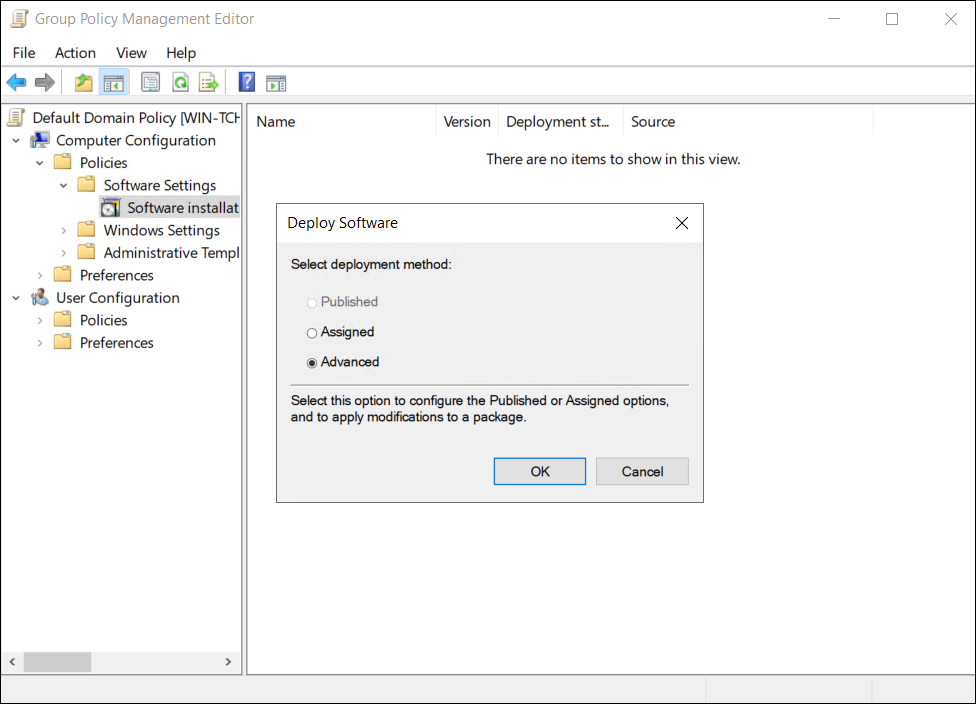 Group Policy Management Editor
File Action View Help
Default Domain Policy [WIN-TCH
Computer Configuration
Policies
Software Settings
Software installat
Windows Settings
Administrative Templ
Preferences
User Configuration
Policies
Preferences
Name Version Deployment st... Source
There are no items to show in this view.
Deploy Software
Select deployment method:
Published
Assigned
Advanced
Select this option to configure the Published or Assigned options,
and to apply modifications to a package.
OK Cancel